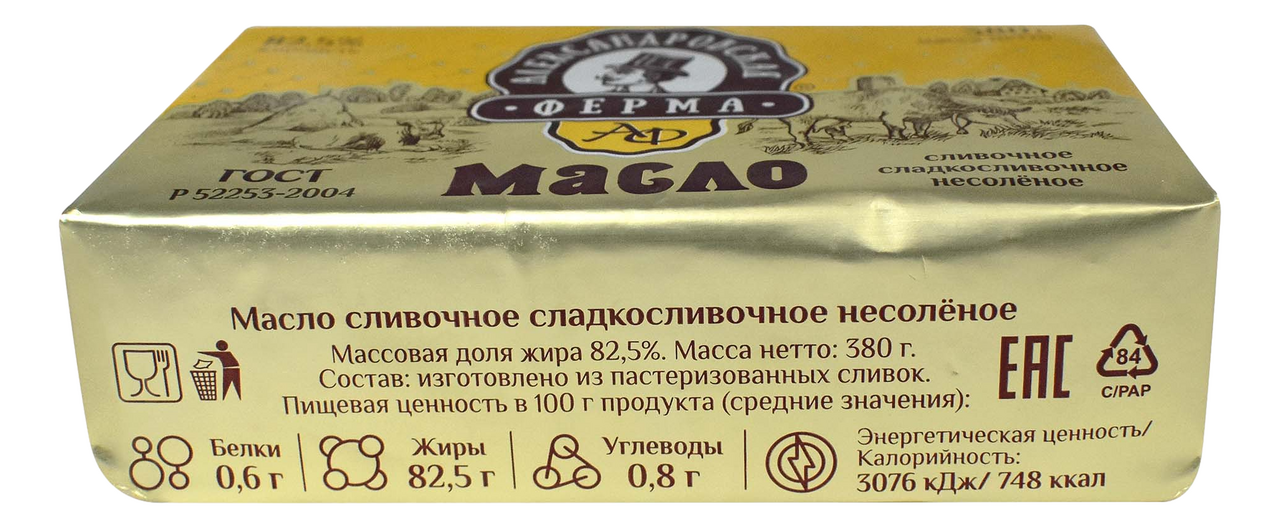 82,5%
АЛЕКСАНДРОВСКАЯ
ФЕРМА
АФ
масло
ГОСТ
Р 52253-2004
сливочное
сладкосливочное
несолёное
Масло сливочное сладкосливочное несолёное
Массовая доля жира 82,5%. Масса нетто: 380 г.
Состав: изготовлено из пастеризованных сливок.
Пищевая ценность в 100 г продукта (средние значения):
ЕАС
84
C/PAP
Белки
0,6 г
Жиры
82,5 г
Углеводы
0,8 г
Энергетическая ценность/
Калорийность:
3076 кДж/ 748 ккал